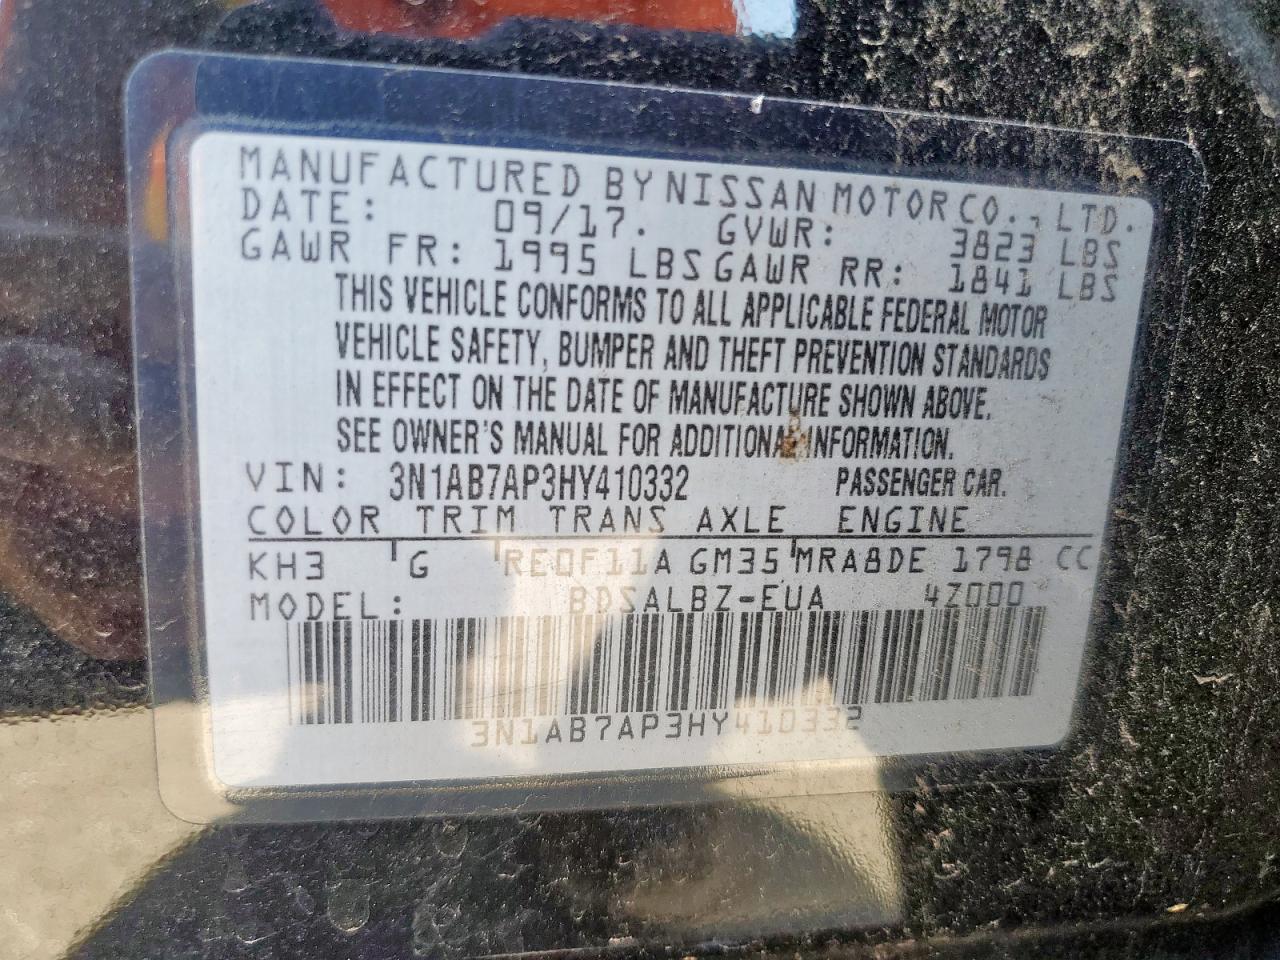 MANUFACTURED BY NISSAN MOTOR CO., LTD.
DATE: 09/17. GVWR: 3823 LBS
GAWR FR: 1995 LBS GAWR RR: 1841 LBS
THIS VEHICLE CONFORMS TO ALL APPLICABLE FEDERAL MOTOR
VEHICLE SAFETY, BUMPER AND THEFT PREVENTION STANDARDS
IN EFFECT ON THE DATE OF MANUFACTURE SHOWN ABOVE.
SEE OWNER'S MANUAL FOR ADDITIONAL INFORMATION.
VIN: 3N1AB7AP3HY410332 PASSENGER CAR.
COLOR TRIM TRANS AXLE ENGINE
KH3 G RE0F11A GM35 MRA8DE 1798 CC
MODEL: BDSALBZ-EUA 4Z000
3N1AB7AP3HY410332